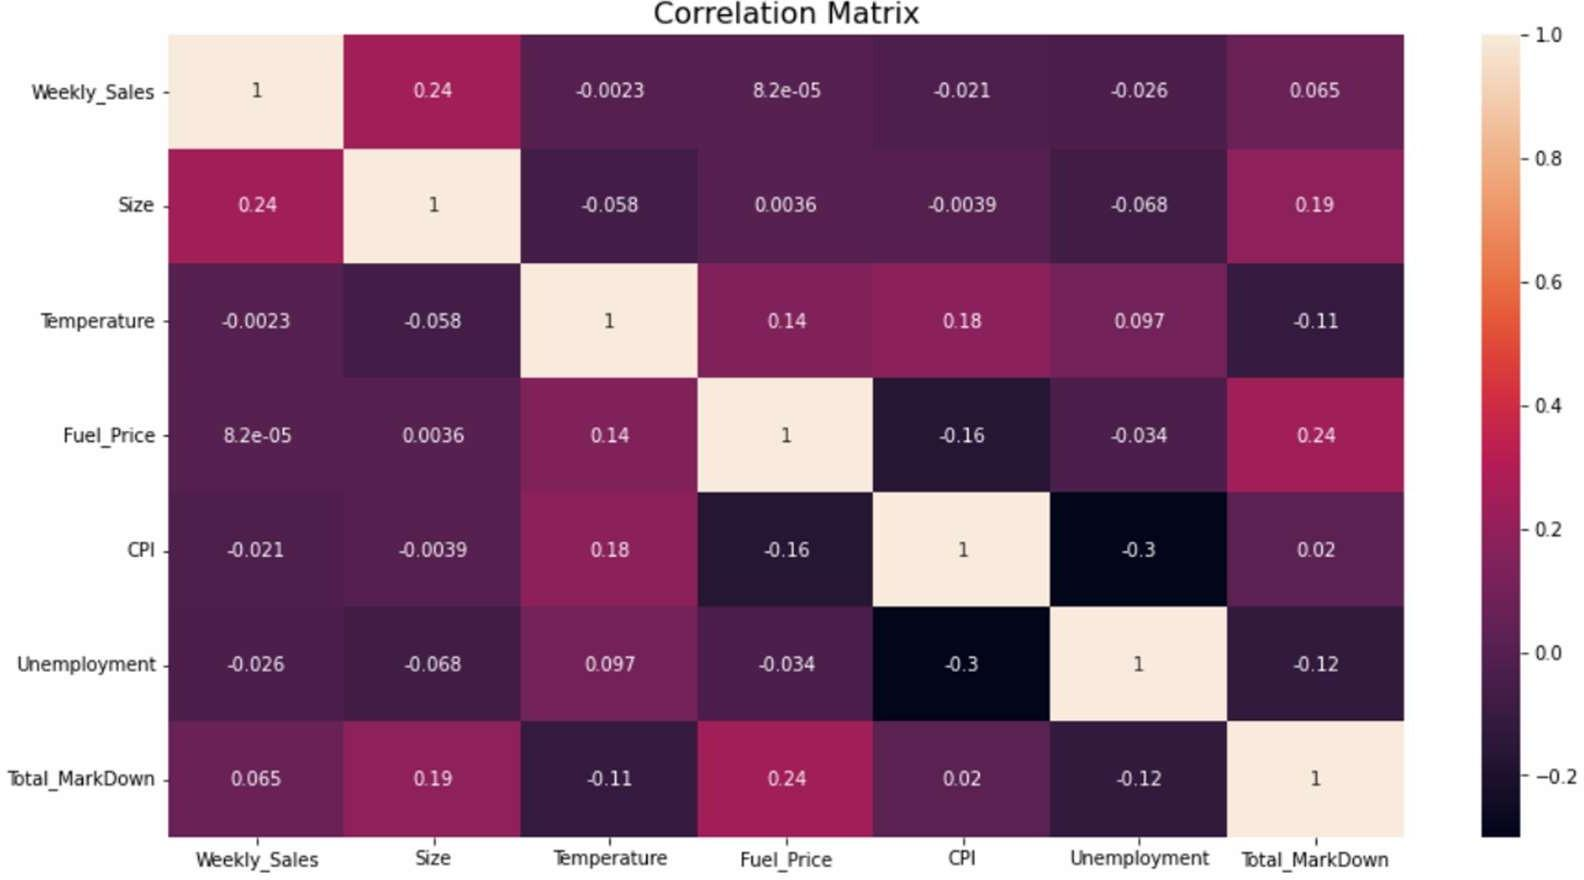 Correlation Matrix
Weekly_Sales 1 0.24 -0.0023 8.2e-05 -0.021 -0.026 0.065
Size 0.24 1 -0.058 0.0036 -0.0039 -0.068 0.19
Temperature -0.0023 -0.058 1 0.14 0.18 0.097 -0.11
Fuel_Price 8.2e-05 0.0036 0.14 1 -0.16 -0.034 0.24
CPI -0.021 -0.0039 0.18 -0.16 1 -0.3 0.02
Unemployment -0.026 -0.068 0.097 -0.034 -0.3 1 -0.12
Total_MarkDown 0.065 0.19 -0.11 0.24 0.02 -0.12 1
Weekly_Sales Size Temperature Fuel_Price CPI Unemployment Total_MarkDown
1.0
0.8
0.6
0.4
0.2
0.0
−0.2